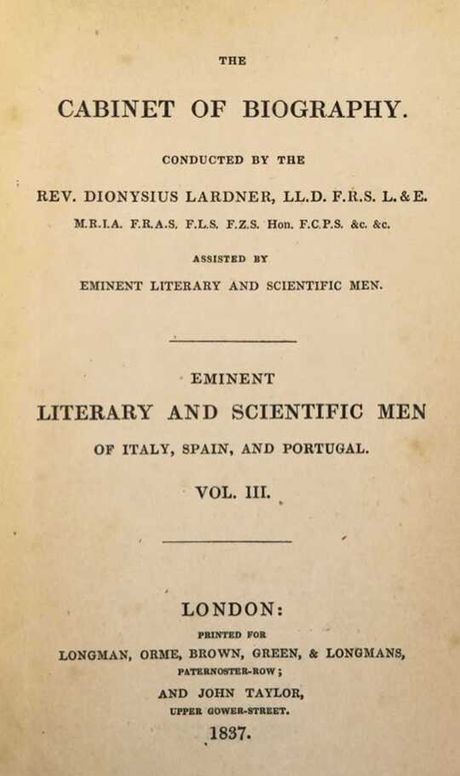 THE
CABINET OF BIOGRAPHY.
CONDUCTED BY THE
REV. DIONYSIUS LARDNER, LL.D. F.R.S. L. & E.
M.R.I.A. F.R.A.S. F.L.S. F.Z.S. Hon. F.C.P.S. &c. &c.
ASSISTED BY
EMINENT LITERARY AND SCIENTIFIC MEN.
EMINENT
LITERARY AND SCIENTIFIC MEN
OF ITALY, SPAIN, AND PORTUGAL.
VOL. III.
LONDON:
PRINTED FOR
LONGMAN, ORME, BROWN, GREEN, & LONGMANS,
PATERNOSTER-ROW;
AND JOHN TAYLOR,
UPPER GOWER-STREET.
1837.